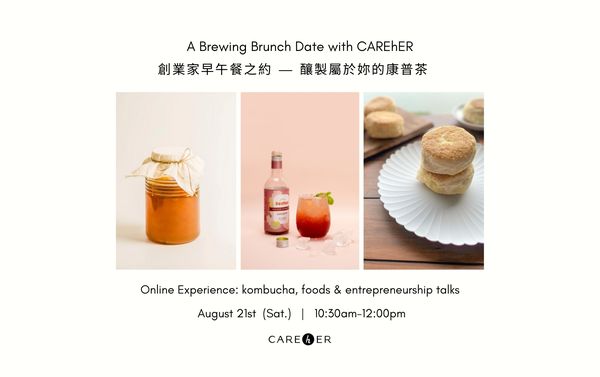 A Brewing Brunch Date with CAREhER
創業家早午餐之約 — 釀製屬於妳的康普茶
Online Experience: kombucha, foods & entrepreneurship talks
August 21st (Sat.) | 10:30am-12:00pm
CAREhER